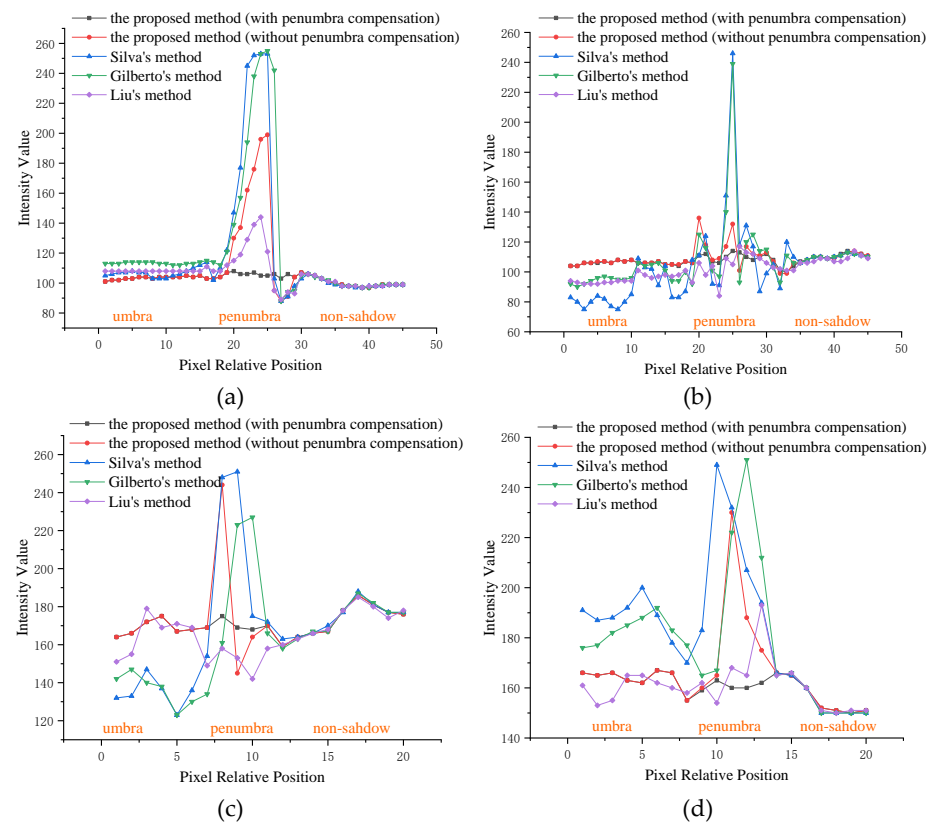 the proposed method (with penumbra compensation)
the proposed method (without penumbra compensation)
Silva's method
Gilberto's method
Liu's method
Intensity Value
260
240
220
200
180
160
140
120
100
80
umbra
penumbra
non-sahdow
0
10
20
30
40
50
Pixel Relative Position
(a)
the proposed method (with penumbra compensation)
the proposed method (without penumbra compensation)
Silva's method
Gilberto's method
Liu's method
Intensity Value
260
240
220
200
180
160
140
120
100
80
60
umbra
penumbra
non-sahdow
0
10
20
30
40
50
Pixel Relative Position
(b)
the proposed method (with penumbra compensation)
the proposed method (without penumbra compensation)
Silva's method
Gilberto's method
Liu's method
Intensity Value
260
240
220
200
180
160
140
120
umbra
penumbra
non-sahdow
0
5
10
15
20
Pixel Relative Position
(c)
the proposed method (with penumbra compensation)
the proposed method (without penumbra compensation)
Silva's method
Gilberto's method
Liu's method
Intensity Value
260
240
220
200
180
160
140
umbra
penumbra
non-sahdow
0
5
10
15
20
Pixel Relative Position
(d)